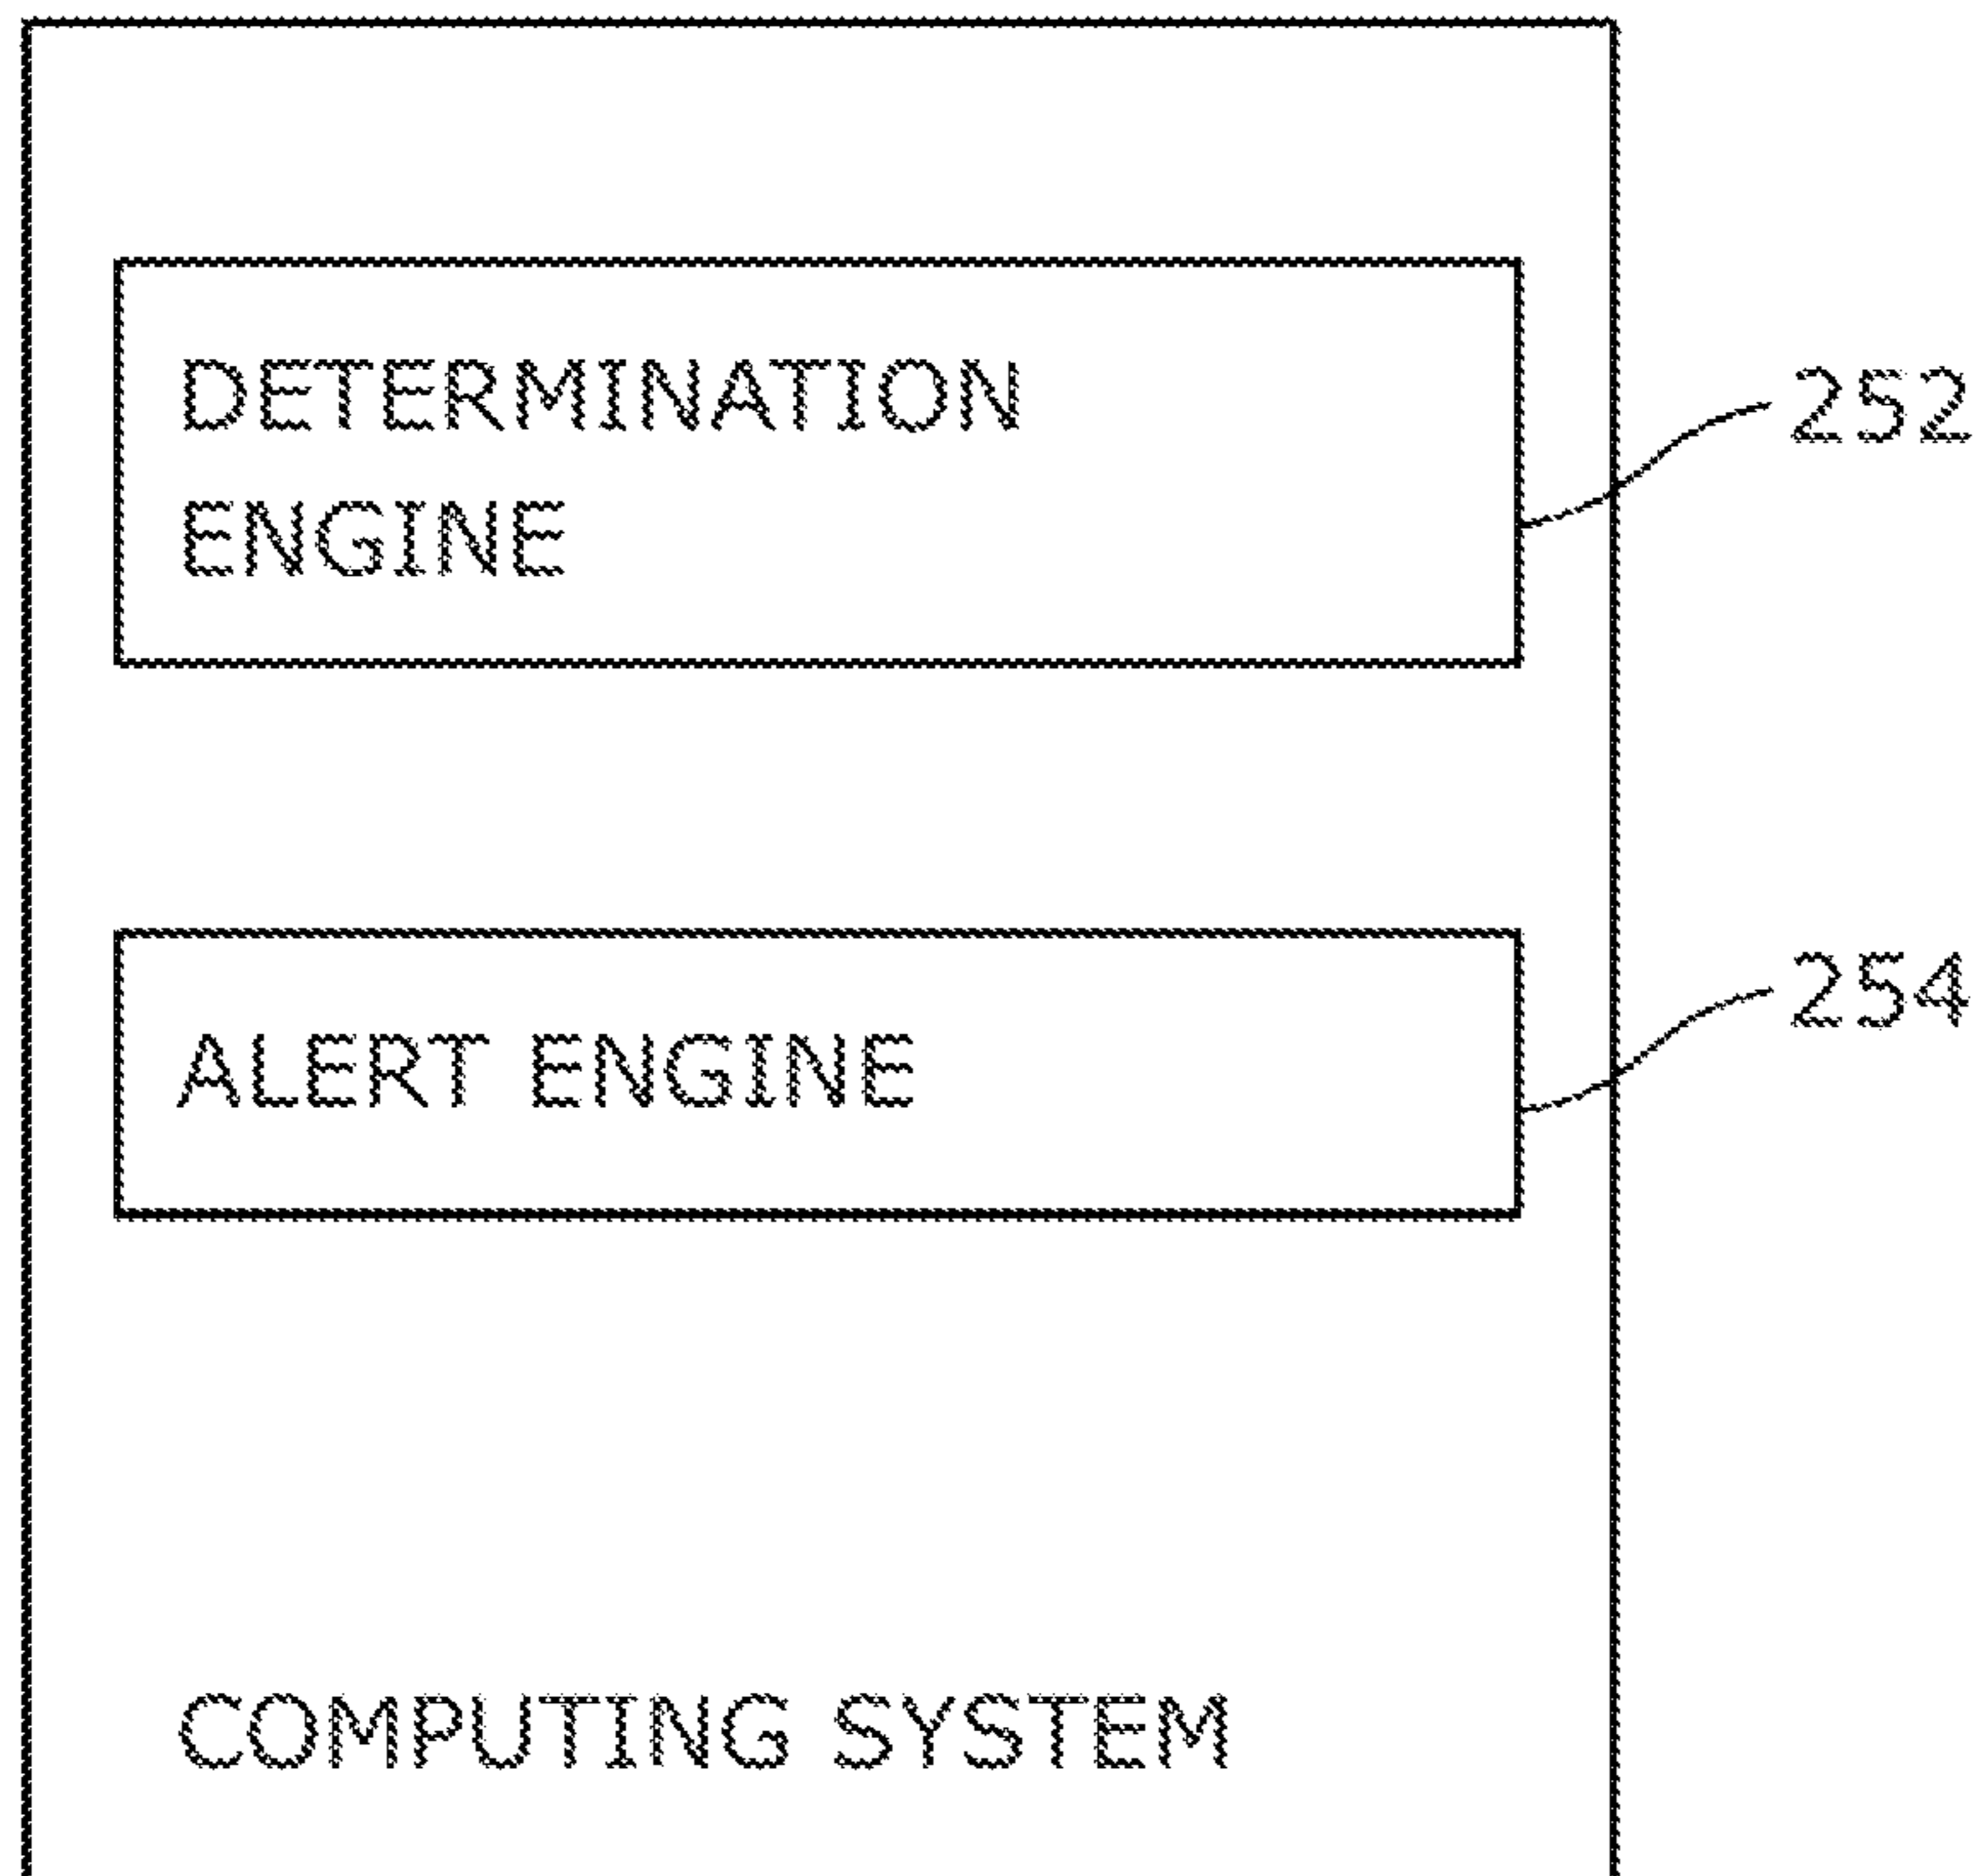 DETERMINATION
ENGINE
252
ALERT ENGINE
254
COMPUTING SYSTEM